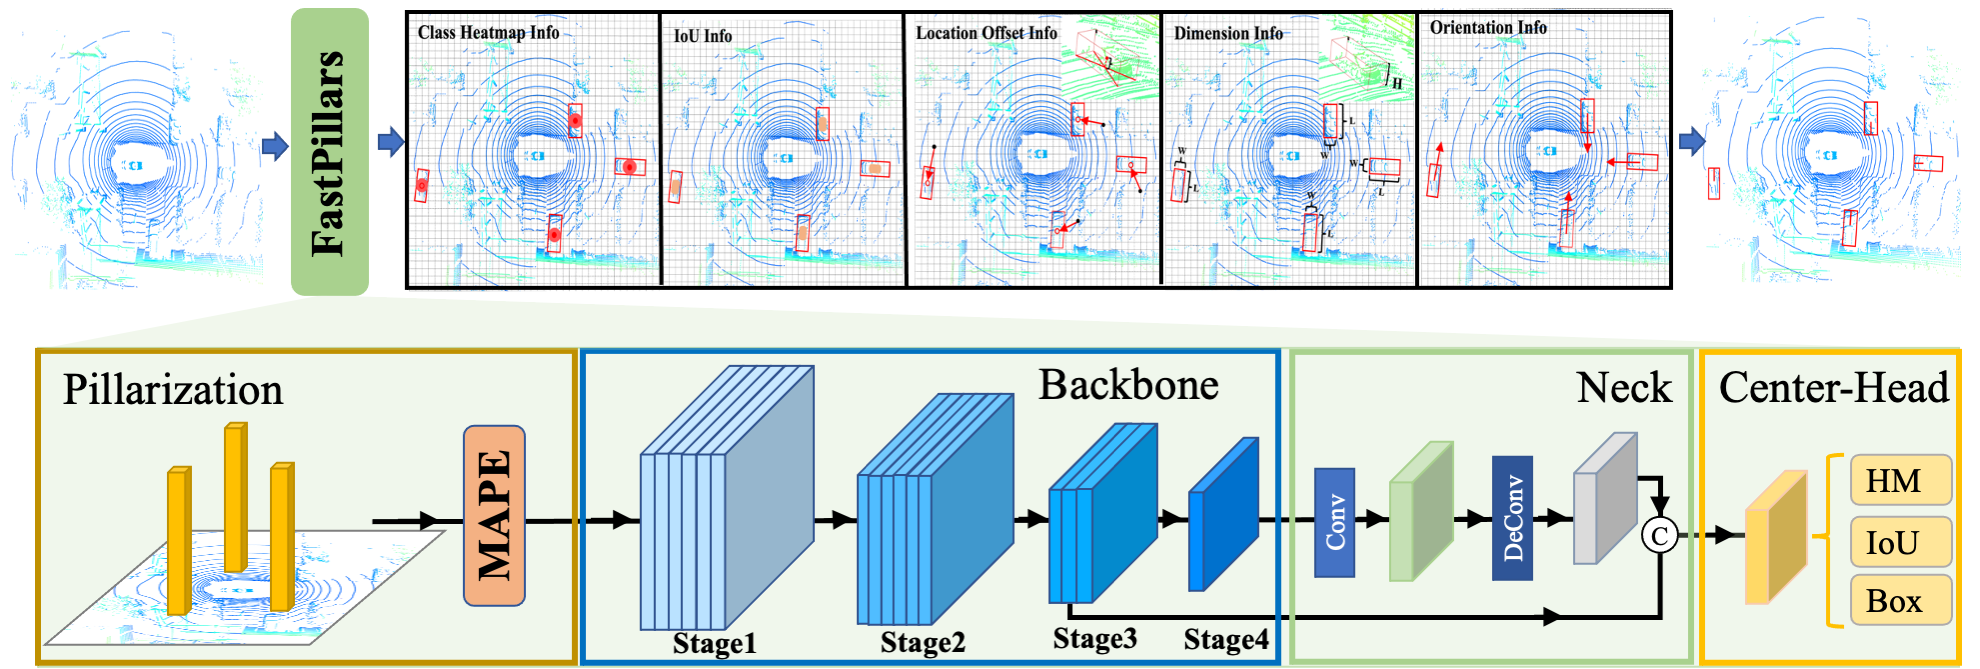 FastPillars
Class Heatmap Info
IoU Info
Location Offset Info
Dimension Info
Orientation Info
H
L
W
W
L
W
L
W
L
Pillarization
MAPE
Backbone
Stage1
Stage2
Stage3
Stage4
Neck
Conv
DeConv
C
Center-Head
HM
IoU
Box